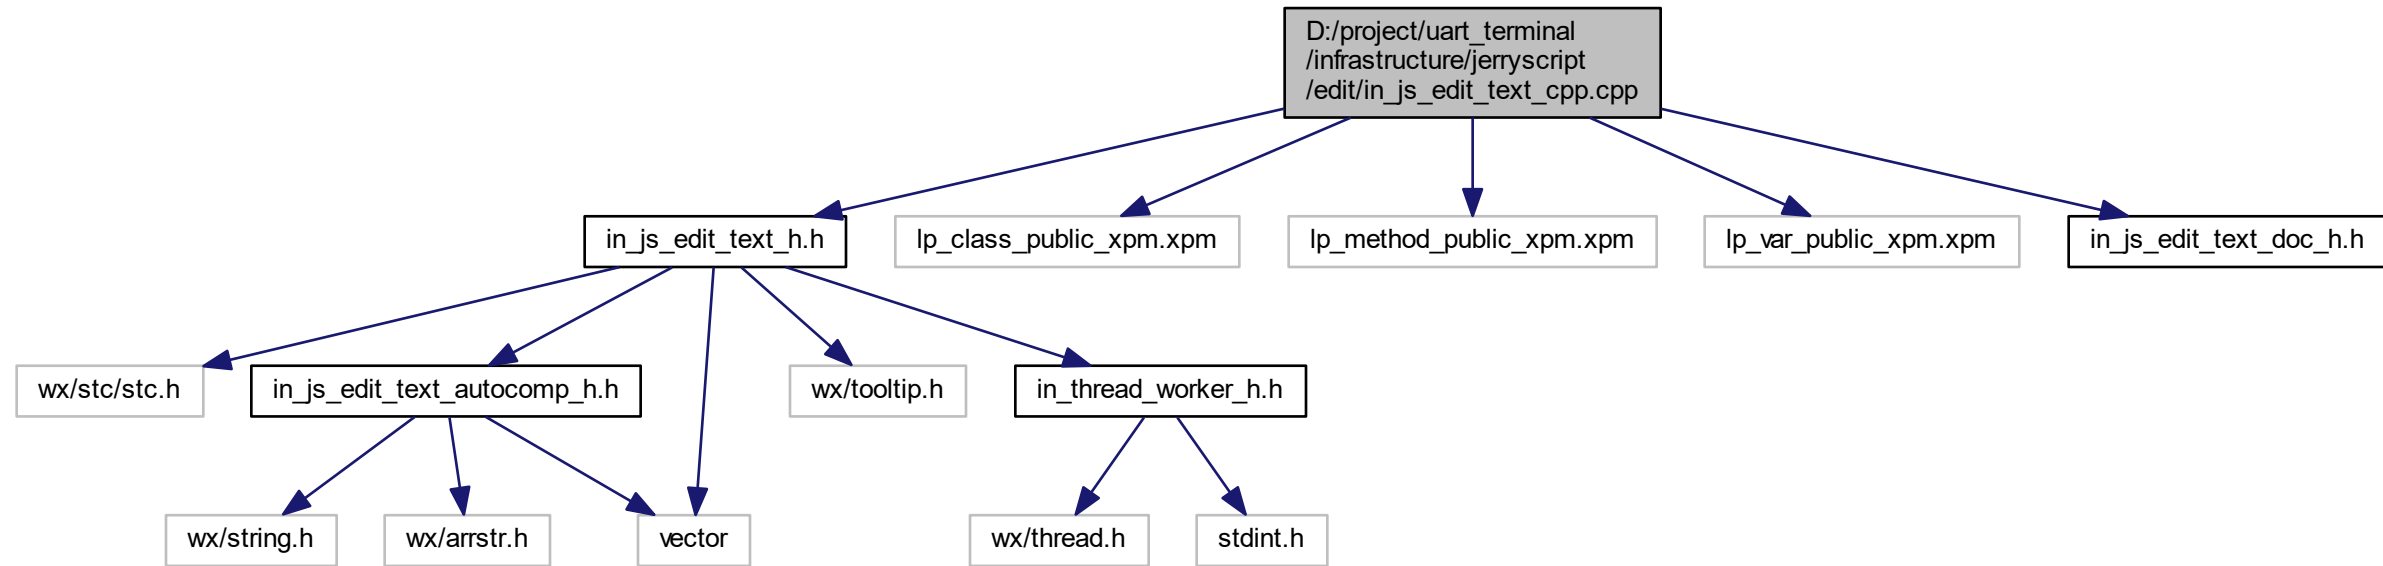 D:/project/uart_terminal
/infrastructure/jerryscript
/edit/in_js_edit_text_cpp.cpp
in_js_edit_text_h.h
lp_class_public_xpm.xpm
lp_method_public_xpm.xpm
lp_var_public_xpm.xpm
in_js_edit_text_doc_h.h
wx/stc/stc.h
in_js_edit_text_autocomp_h.h
wx/tooltip.h
in_thread_worker_h.h
wx/string.h
wx/arrstr.h
vector
wx/thread.h
stdint.h